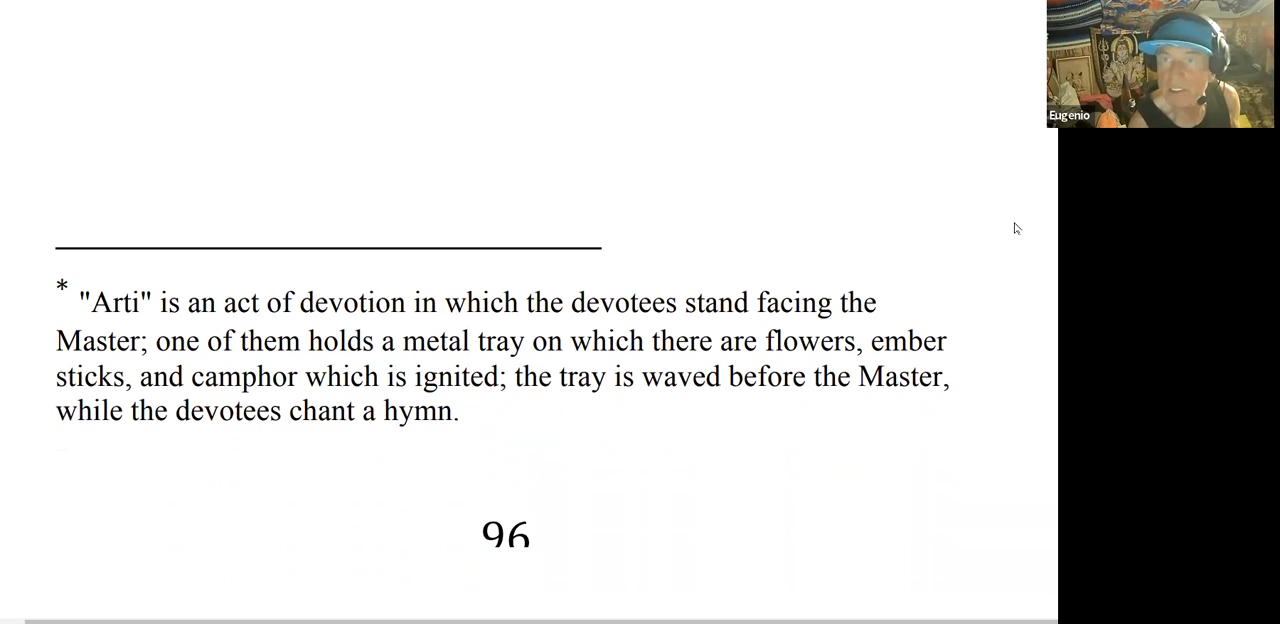 Eugenio
* "Arti" is an act of devotion in which the devotees stand facing the
Master; one of them holds a metal tray on which there are flowers, ember
sticks, and camphor which is ignited; the tray is waved before the Master,
while the devotees chant a hymn.
96